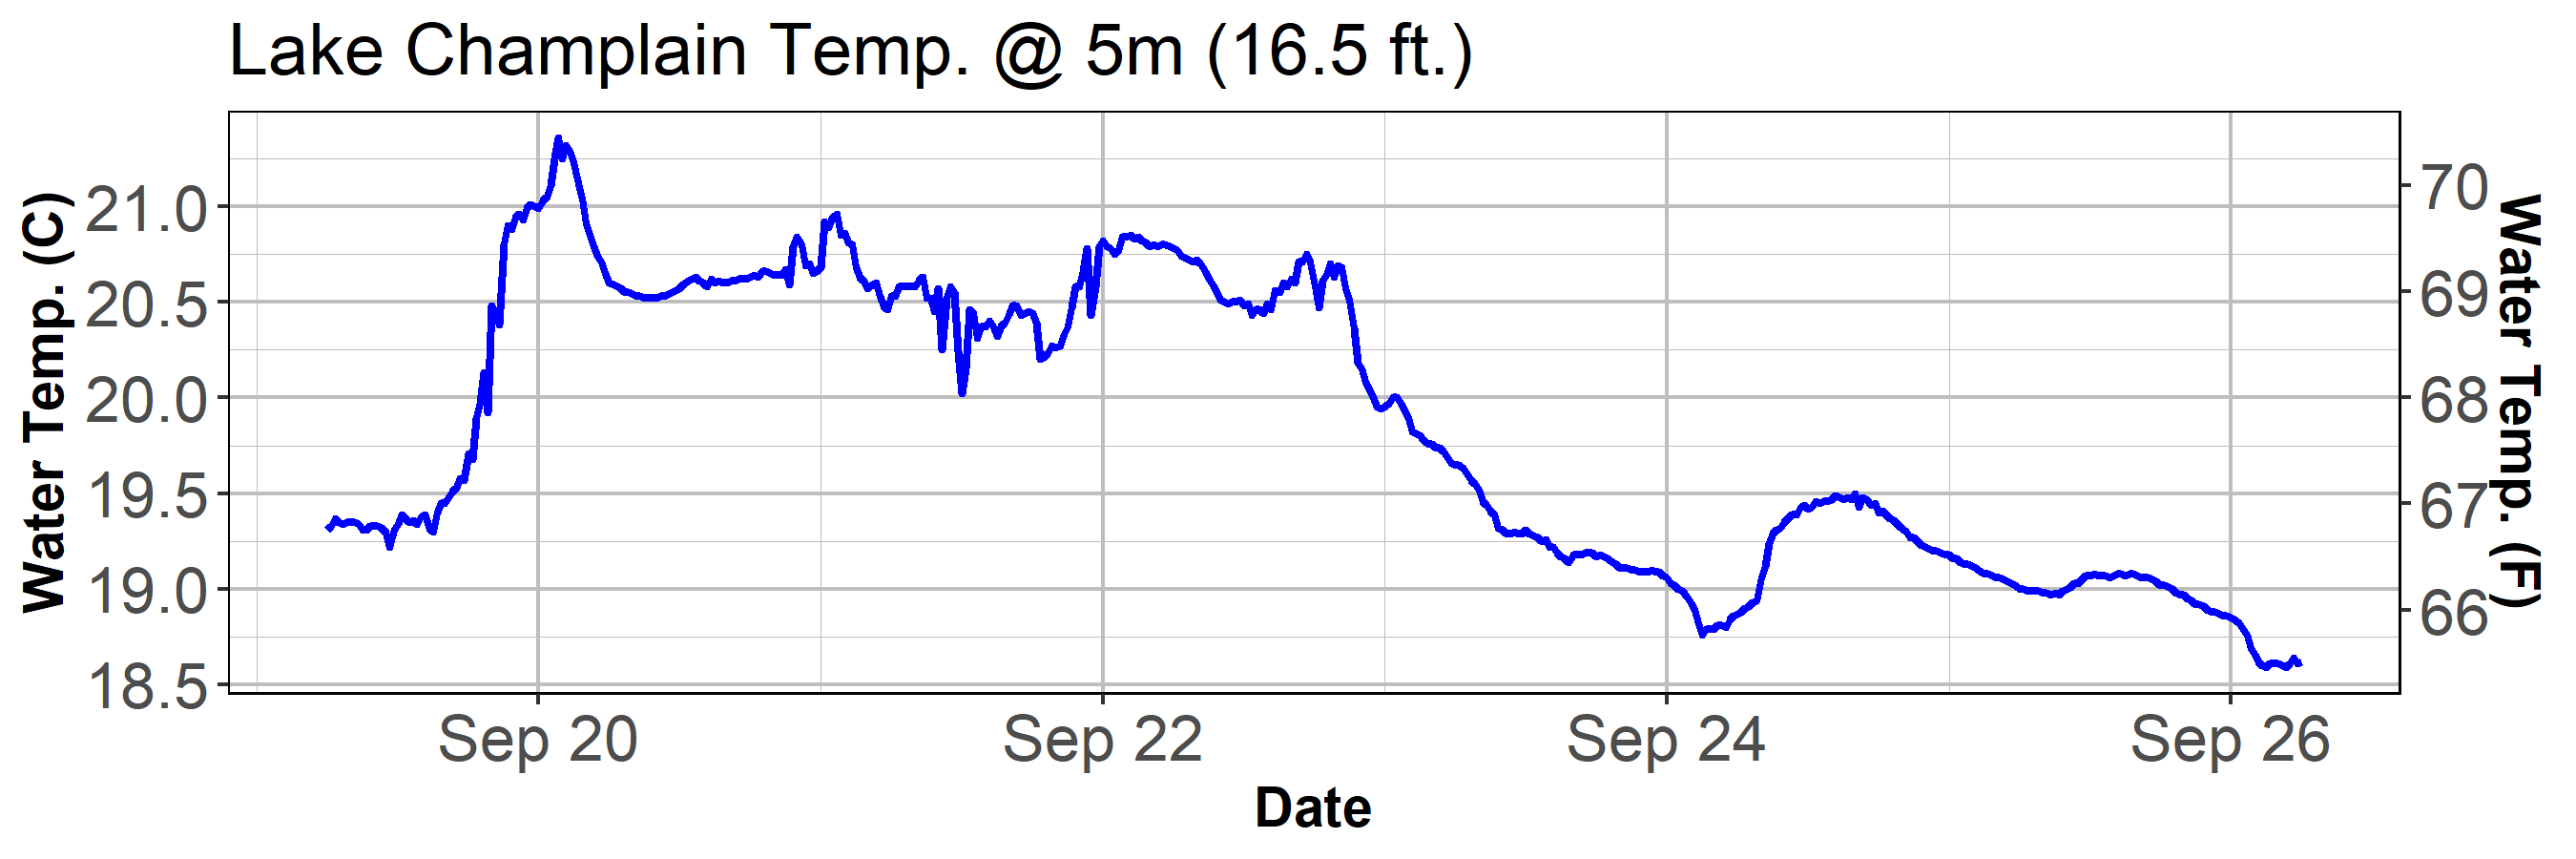 Lake Champlain Temp. @ 5m (16.5 ft.)
Water Temp. (C)
21.0
20.5
20.0
19.5
19.0
18.5
70
69
68
67
66
Water Temp. (F)
Sep 20 Sep 22 Sep 24 Sep 26
Date